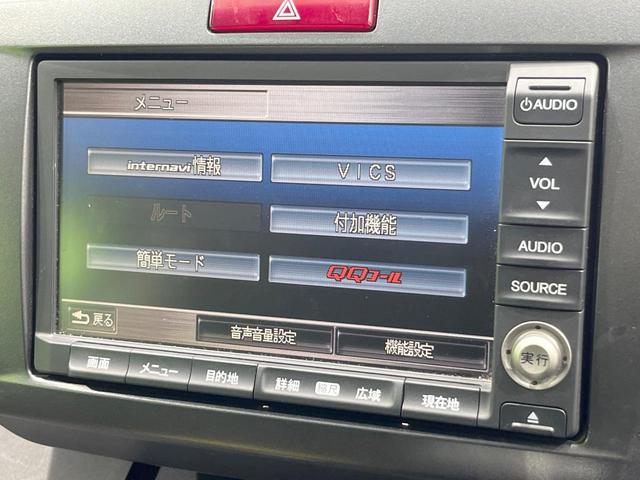 メニュー
internavi情報
VICS
ルート
付加機能
簡単モード
QQコール
戻る
音声音量設定
機能設定
画面
メニュー
目的地
詳細
縮尺
広域
現在地
AUDIO
VOL
AUDIO
SOURCE
実行